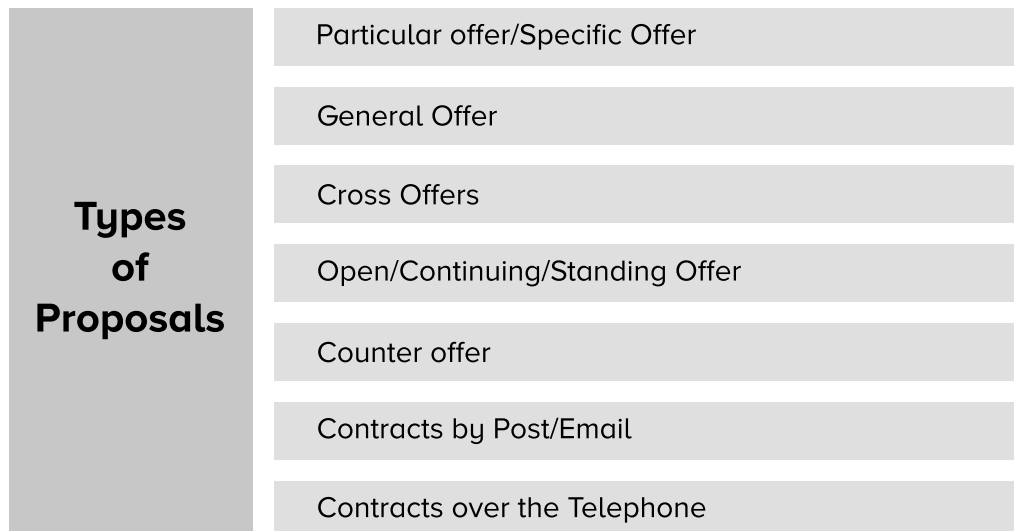 Types
of
Proposals
Particular offer/Specific Offer
General Offer
Cross Offers
Open/Continuing/Standing Offer
Counter offer
Contracts by Post/Email
Contracts over the Telephone